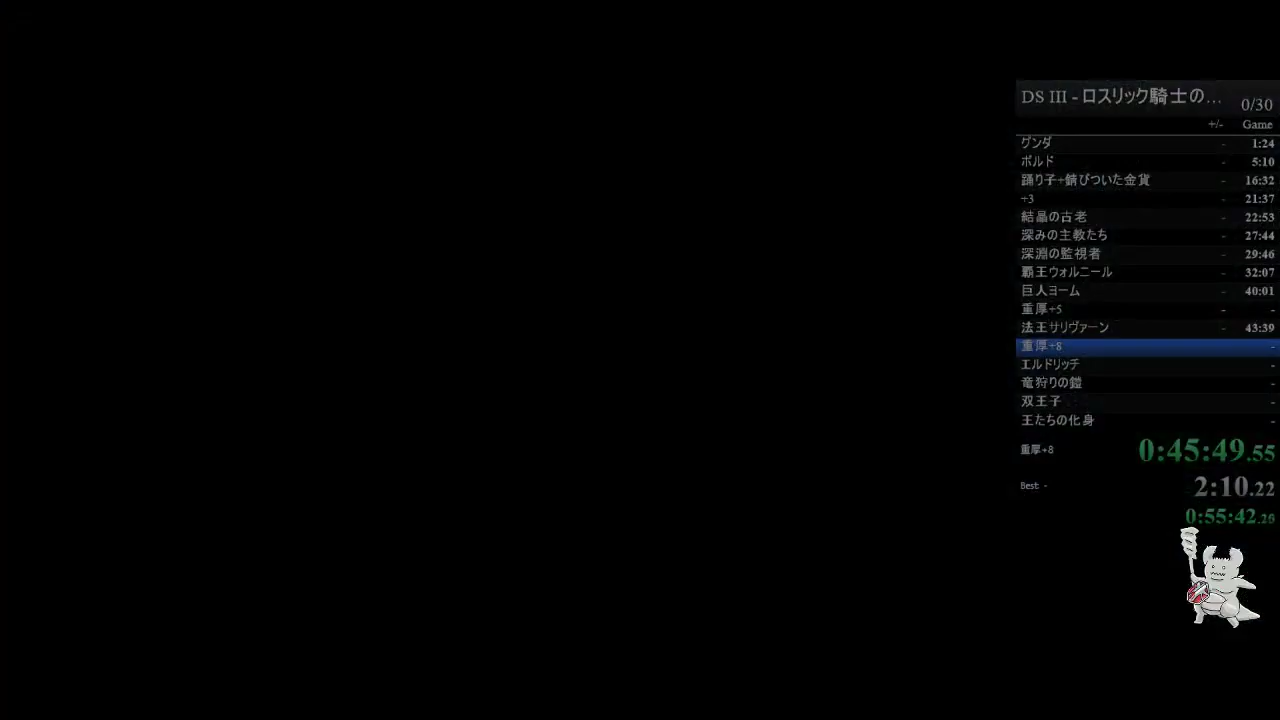 DS III - ロスリック騎士の...
0/30
+/- Game
グンダ - 1:24
ボルド - 5:10
踊り子+錆びついた金貨 - 16:32
+3 - 21:37
結晶の古老 - 22:53
深みの主教たち - 27:44
深淵の監視者 - 29:46
覇王ウォルニール - 32:07
巨人ヨーム - 40:01
重厚+5 - -
法王サリヴァーン - 43:39
重厚+8 -
エルドリッチ -
竜狩りの鎧 -
双王子 -
王たちの化身 -
重厚+8 0:45:49.55
Best: - 2:10.22
0:55:42.26